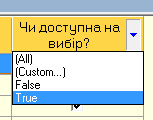 Чи доступна на
вибір?
(All)
(Custom...)
False
True